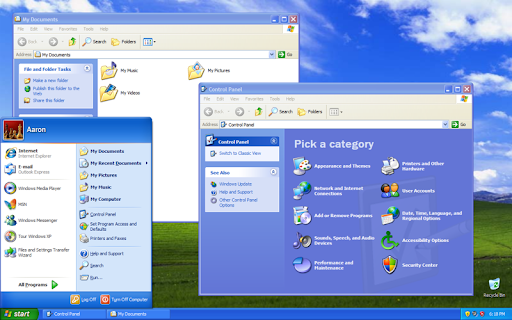 My Documents
File Edit View Favorites Tools Help
Back Search Folders
Address My Documents Go
File and Folder Tasks
Make a new folder
Publish this folder to the Web
Share this folder
My Music
My Pictures
My Videos
Control Panel
File Edit View Favorites Tools Help
Back Search Folders
Address Control Panel Go
Control Panel
Switch to Classic View
See Also
Windows Update
Help and Support
Other Control Panel Options
Pick a category
Appearance and Themes
Printers and Other Hardware
Network and Internet Connections
User Accounts
Add or Remove Programs
Date, Time, Language, and Regional Options
Sounds, Speech, and Audio Devices
Accessibility Options
Performance and Maintenance
Security Center
Aaron
Internet
Internet Explorer
E-mail
Outlook Express
Windows Media Player
MSN
Windows Messenger
Tour Windows XP
Files and Settings Transfer Wizard
All Programs
My Documents
My Recent Documents
My Pictures
My Music
My Computer
Control Panel
Set Program Access and Defaults
Printers and Faxes
Help and Support
Search
Run...
Log Off Turn Off Computer
Recycle Bin
start Control Panel My Documents 6:18 PM